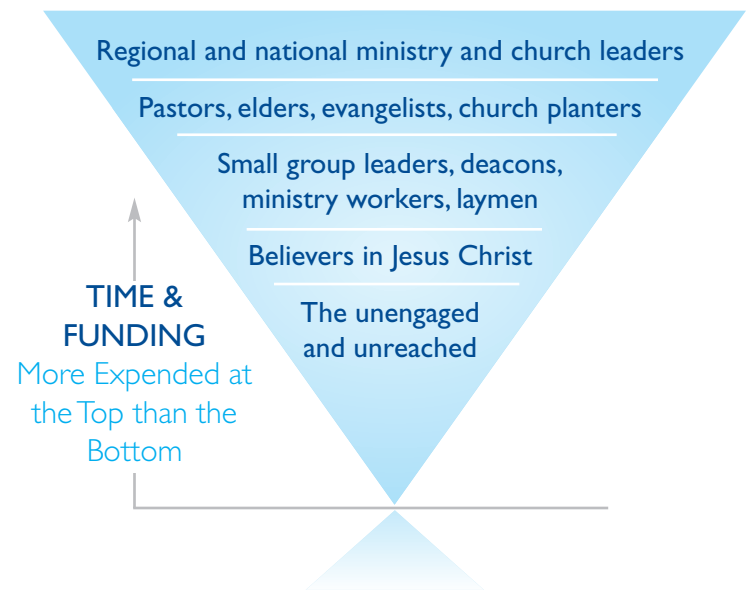 Regional and national ministry and church leaders
Pastors, elders, evangelists, church planters
Small group leaders, deacons,
ministry workers, laymen
Believers in Jesus Christ
The unengaged
and unreached
TIME &
FUNDING
More Expended at
the Top than the
Bottom